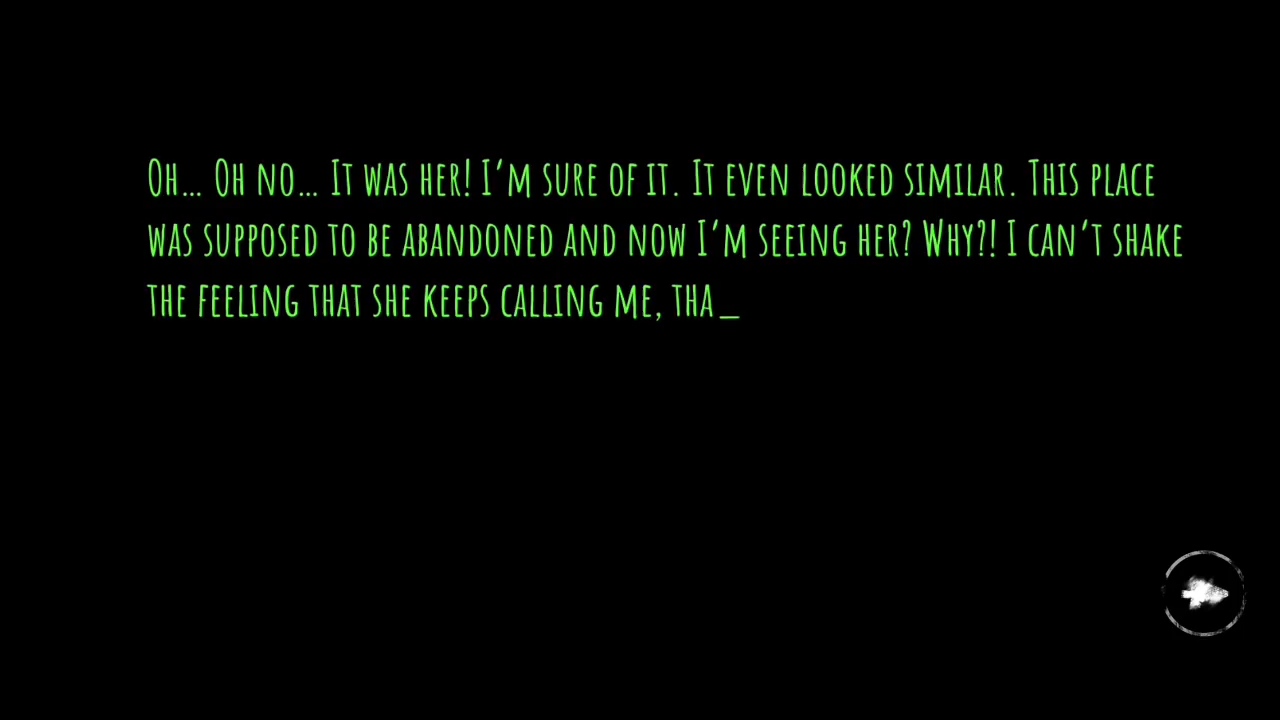 Oh... Oh no... It was her! I'm sure of it. It even looked similar. This place
was supposed to be abandoned and now I'm seeing her? Why?! I can't shake
the feeling that she keeps calling me, tha_